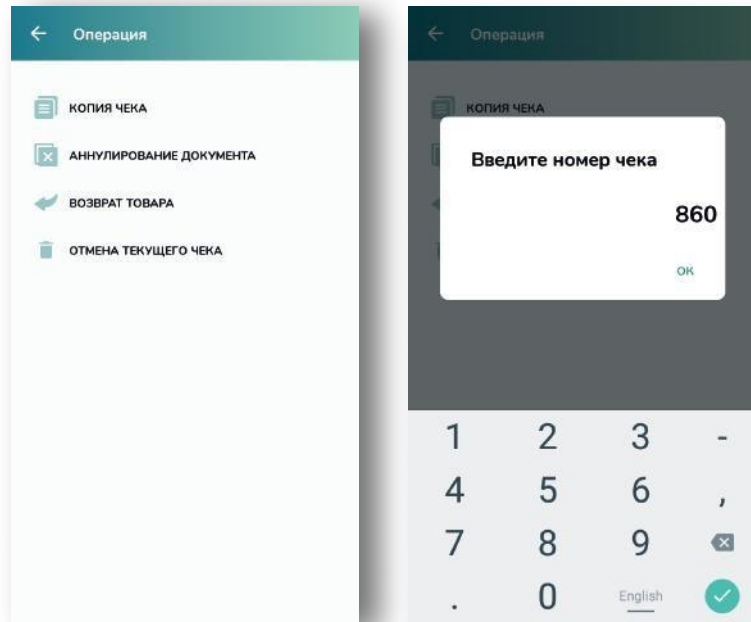 Операция
КОПИЯ ЧЕКА
АННУЛИРОВАНИЕ ДОКУМЕНТА
ВОЗВРАТ ТОВАРА
ОТМЕНА ТЕКУЩЕГО ЧЕКА
Операция
КОПИЯ ЧЕКА
Введите номер чека
860
ОК
1 2 3 -
4 5 6 ,
7 8 9
. 0 English